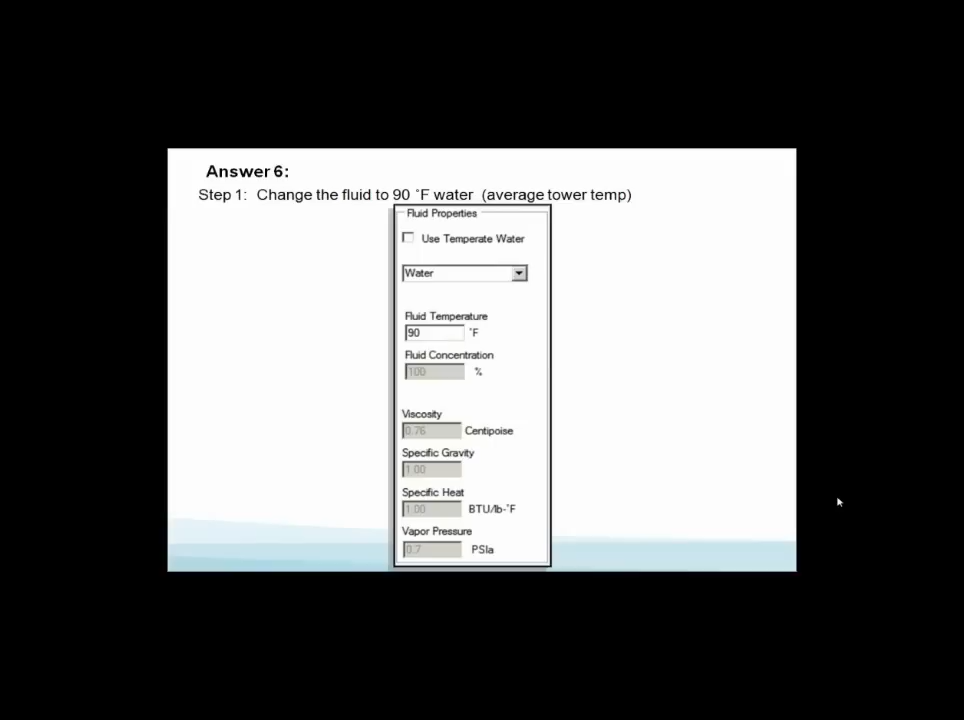 Answer 6:
Step 1: Change the fluid to 90 °F water (average tower temp)
Fluid Properties
Use Temperate Water
Water
Fluid Temperature
90 °F
Fluid Concentration
100 %
Viscosity
0.76 Centipoise
Specific Gravity
1.00
Specific Heat
1.00 BTU/lb-°F
Vapor Pressure
0.7 PSIa